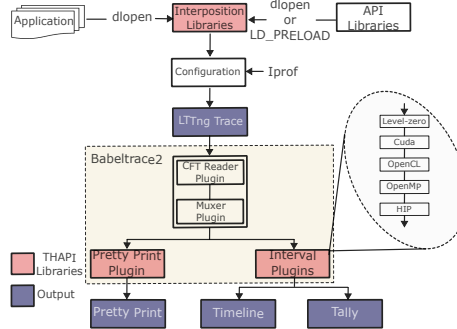 Application
dlopen
Interposition
Libraries
dlopen
or
LD_PRELOAD
API
Libraries
Configuration
Iprof
LTTng Trace
Babeltrace2
CFT Reader
Plugin
Muxer
Plugin
Level-zero
Cuda
OpenCL
OpenMp
HIP
THAPI
Libraries
Output
Pretty Print
Plugin
Interval
Plugins
Pretty Print
Timeline
Tally